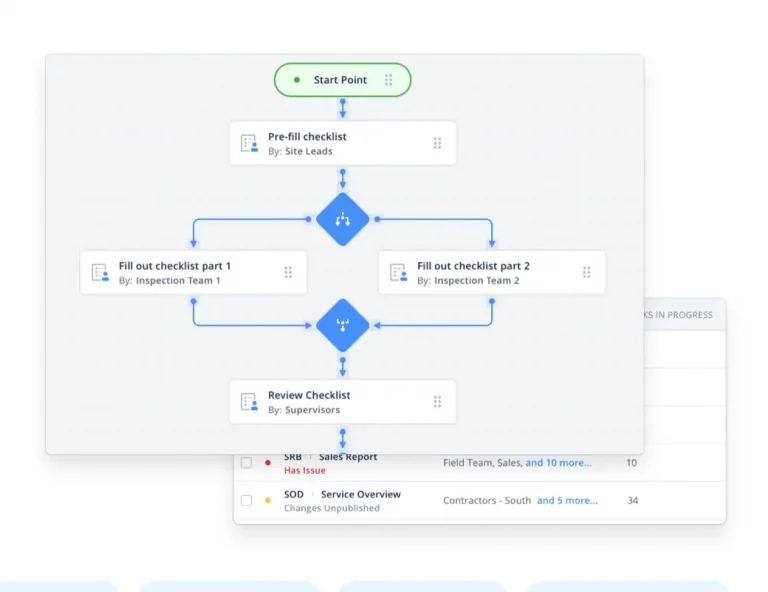 Start Point
Pre-fill checklist
By: Site Leads
Fill out checklist part 1
By: Inspection Team 1
Fill out checklist part 2
By: Inspection Team 2
KS IN PROGRESS
Review Checklist
By: Supervisors
SRB Sales Report
Field Team, Sales, and 10 more... 10
Has Issue
SOD Service Overview
Contractors - South and 5 more... 34
Changes Unpublished